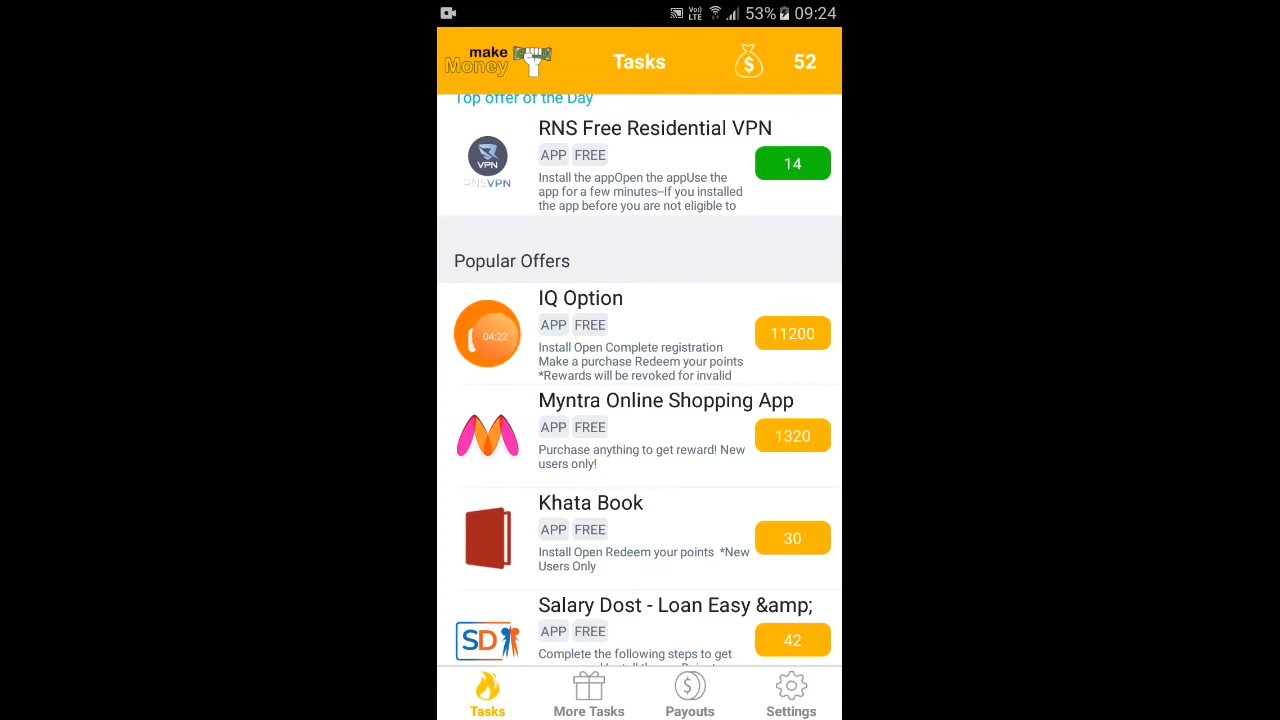 Vo) LTE 53% 09:24
make Money
Tasks
52
Top offer of the Day
RNS Free Residential VPN
APP FREE
Install the appOpen the appUse the
app for a few minutes--If you installed
the app before you are not eligible to
14
VPN
RNSVPN
Popular Offers
IQ Option
APP FREE
Install Open Complete registration
Make a purchase Redeem your points
*Rewards will be revoked for invalid
11200
04:22
Myntra Online Shopping App
APP FREE
Purchase anything to get reward! New
users only!
1320
Khata Book
APP FREE
Install Open Redeem your points *New
Users Only
30
Salary Dost - Loan Easy &amp;
APP FREE
Complete the following steps to get
42
SD
Tasks
More Tasks
Payouts
Settings